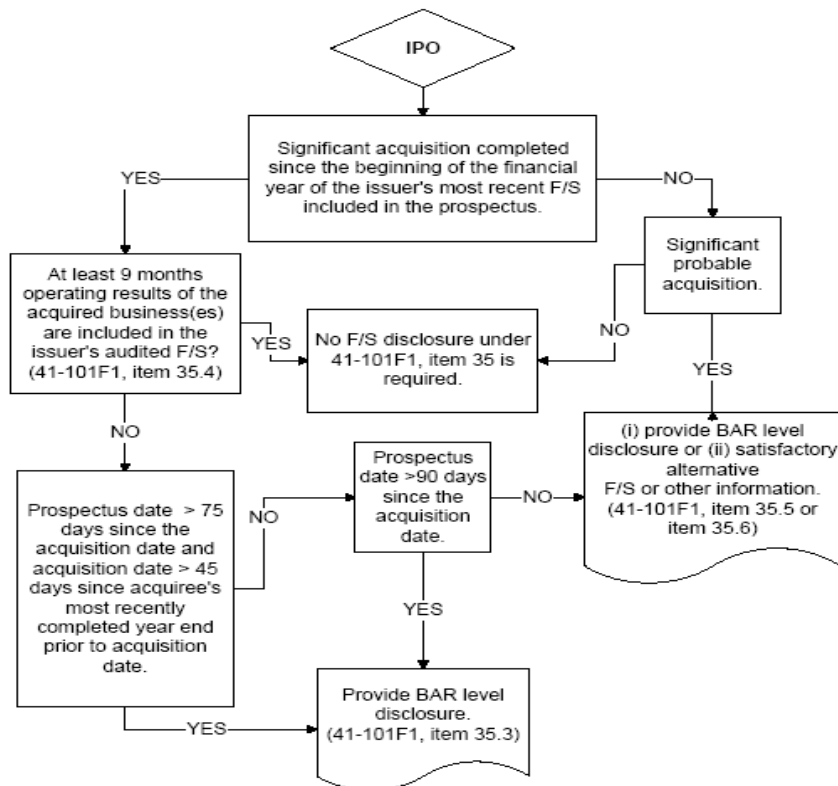 IPO
Significant acquisition completed
since the beginning of the financial
year of the issuer's most recent F/S
included in the prospectus.
YES
NO
At least 9 months
operating results of the
acquired business(es)
are included in the
issuer's audited F/S?
(41-101F1, item 35.4)
Significant
probable
acquisition.
YES
NO
No F/S disclosure under
41-101F1, item 35 is
required.
YES
NO
Prospectus date > 75
days since the
acquisition date and
acquisition date > 45
days since acquiree's
most recently
completed year end
prior to acquisition
date.
NO
Prospectus
date >90 days
since the
acquisition
date.
NO
(i) provide BAR level
disclosure or (ii) satisfactory
alternative
F/S or other information.
(41-101F1, item 35.5 or
item 35.6)
YES
YES
Provide BAR level
disclosure.
(41-101F1, item 35.3)